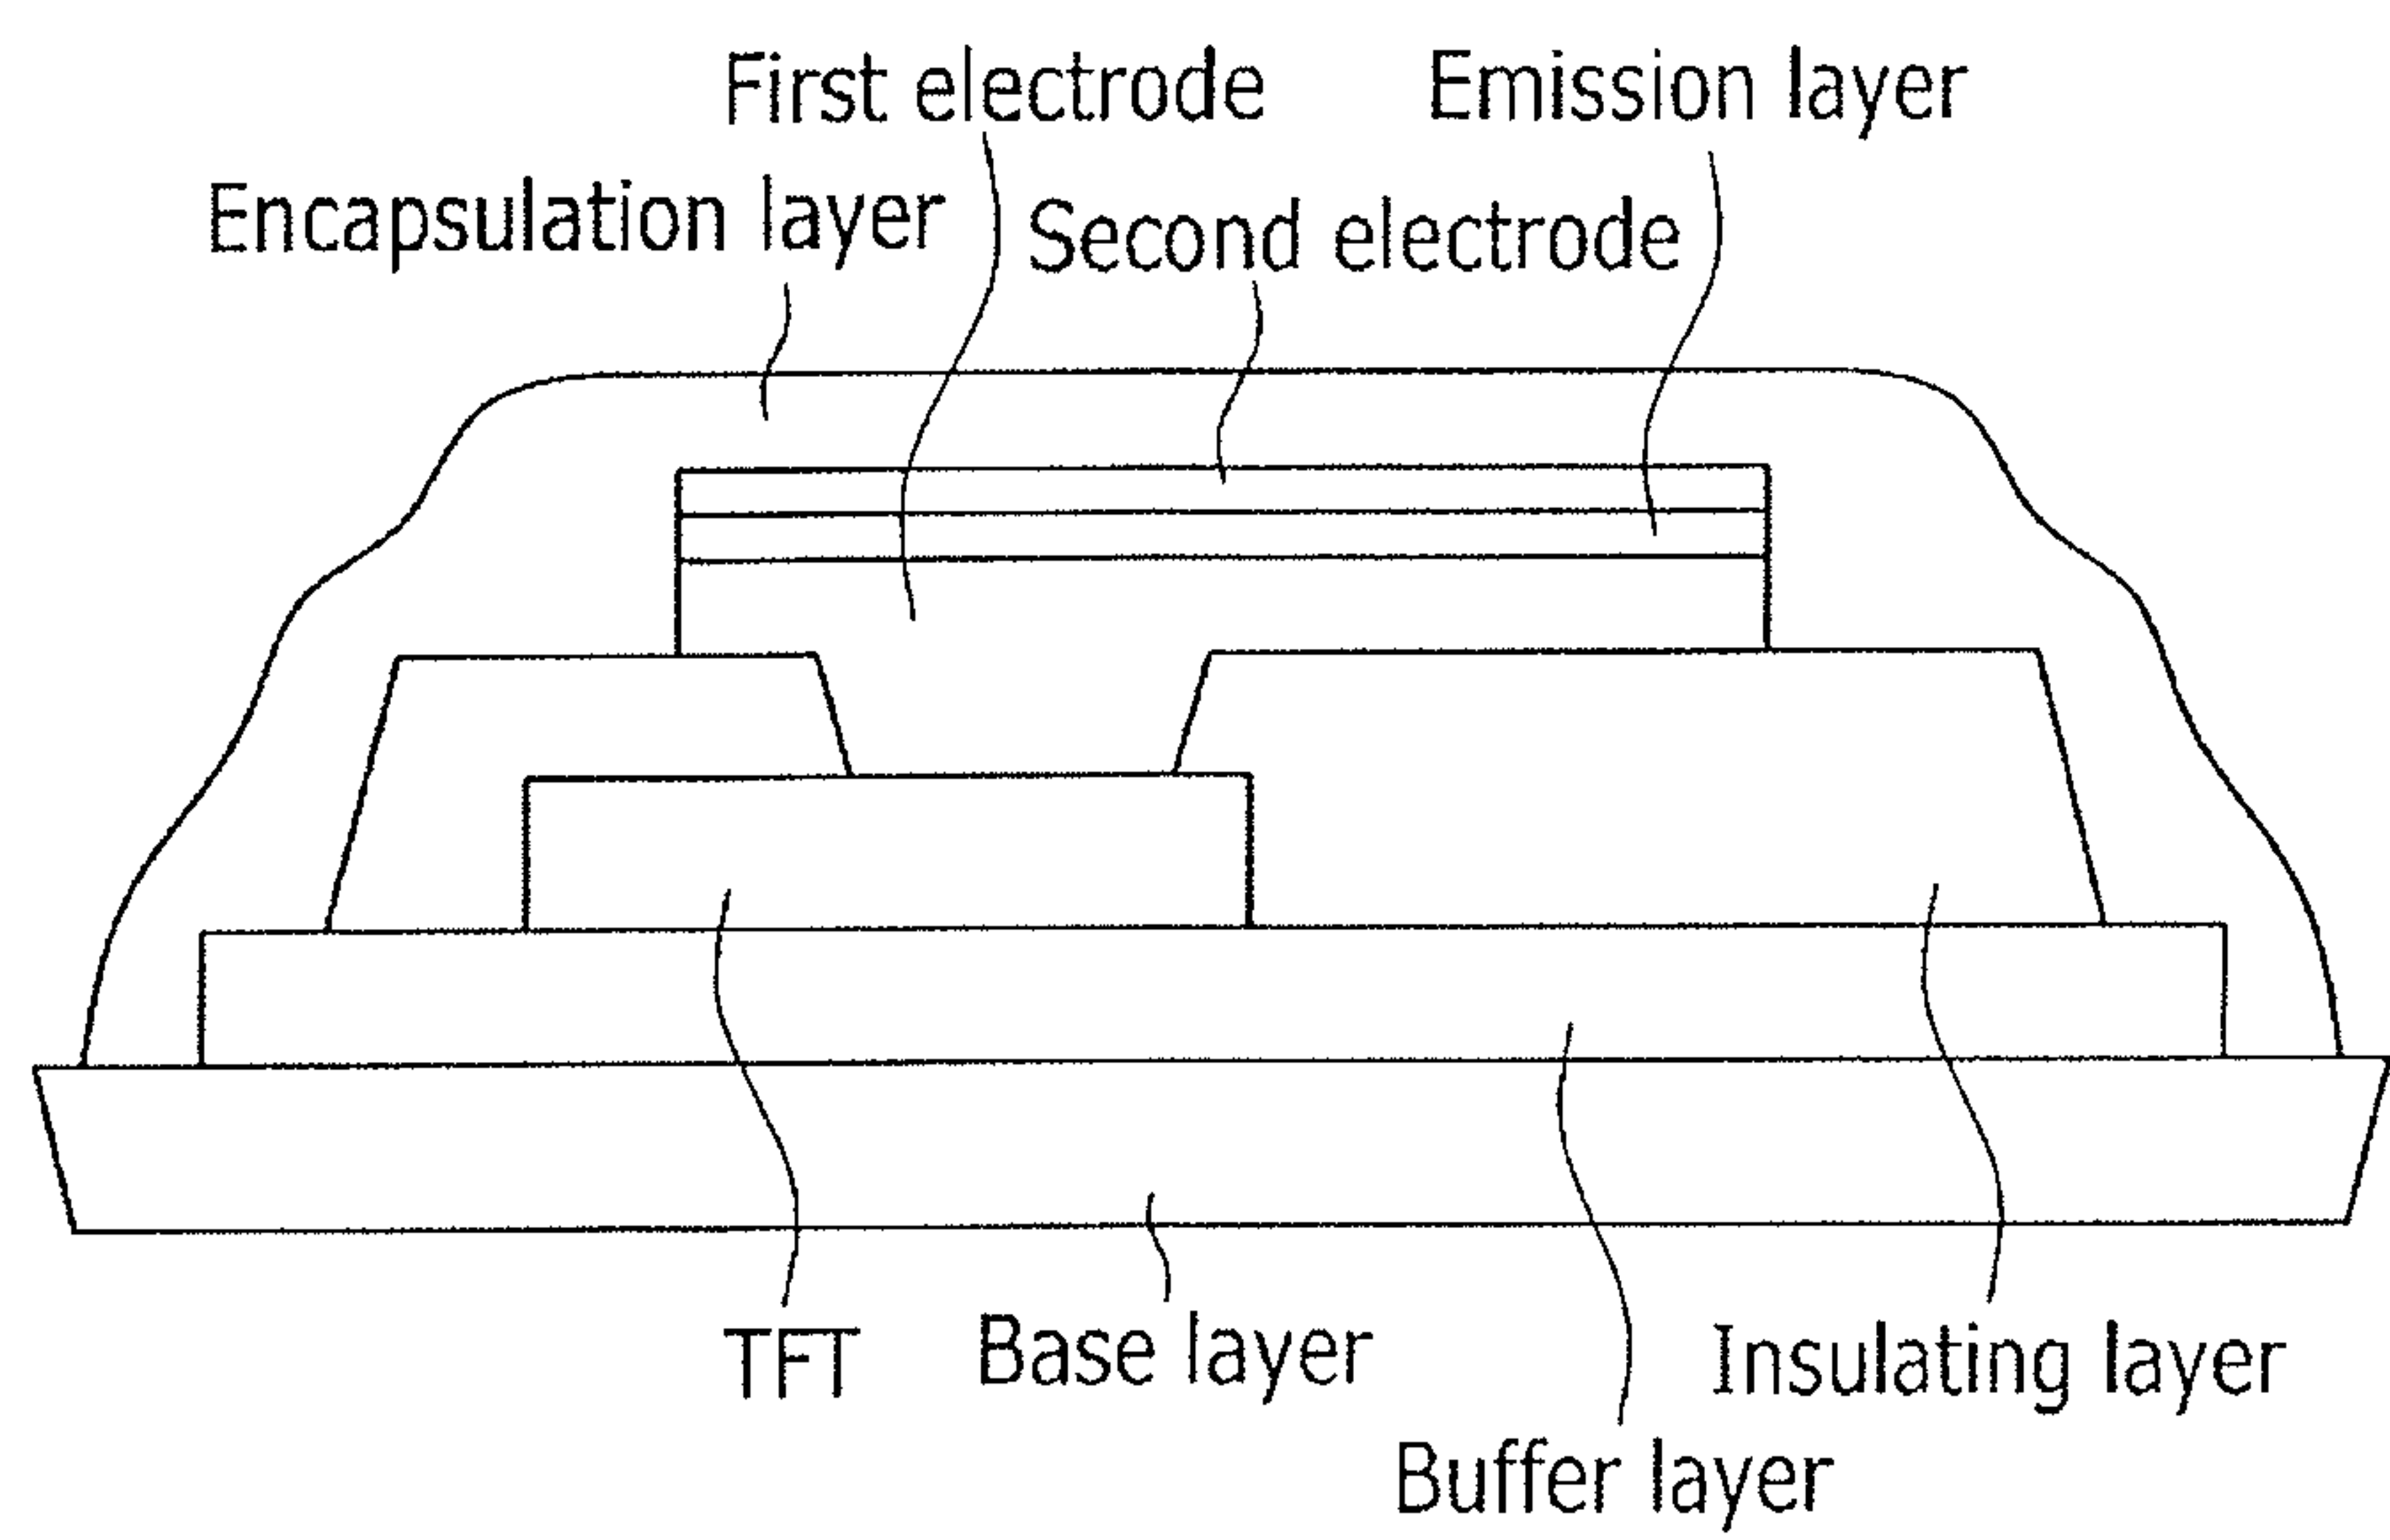 First electrode
Emission layer
Encapsulation layer
Second electrode
TFT
Base layer
Insulating layer
Buffer layer